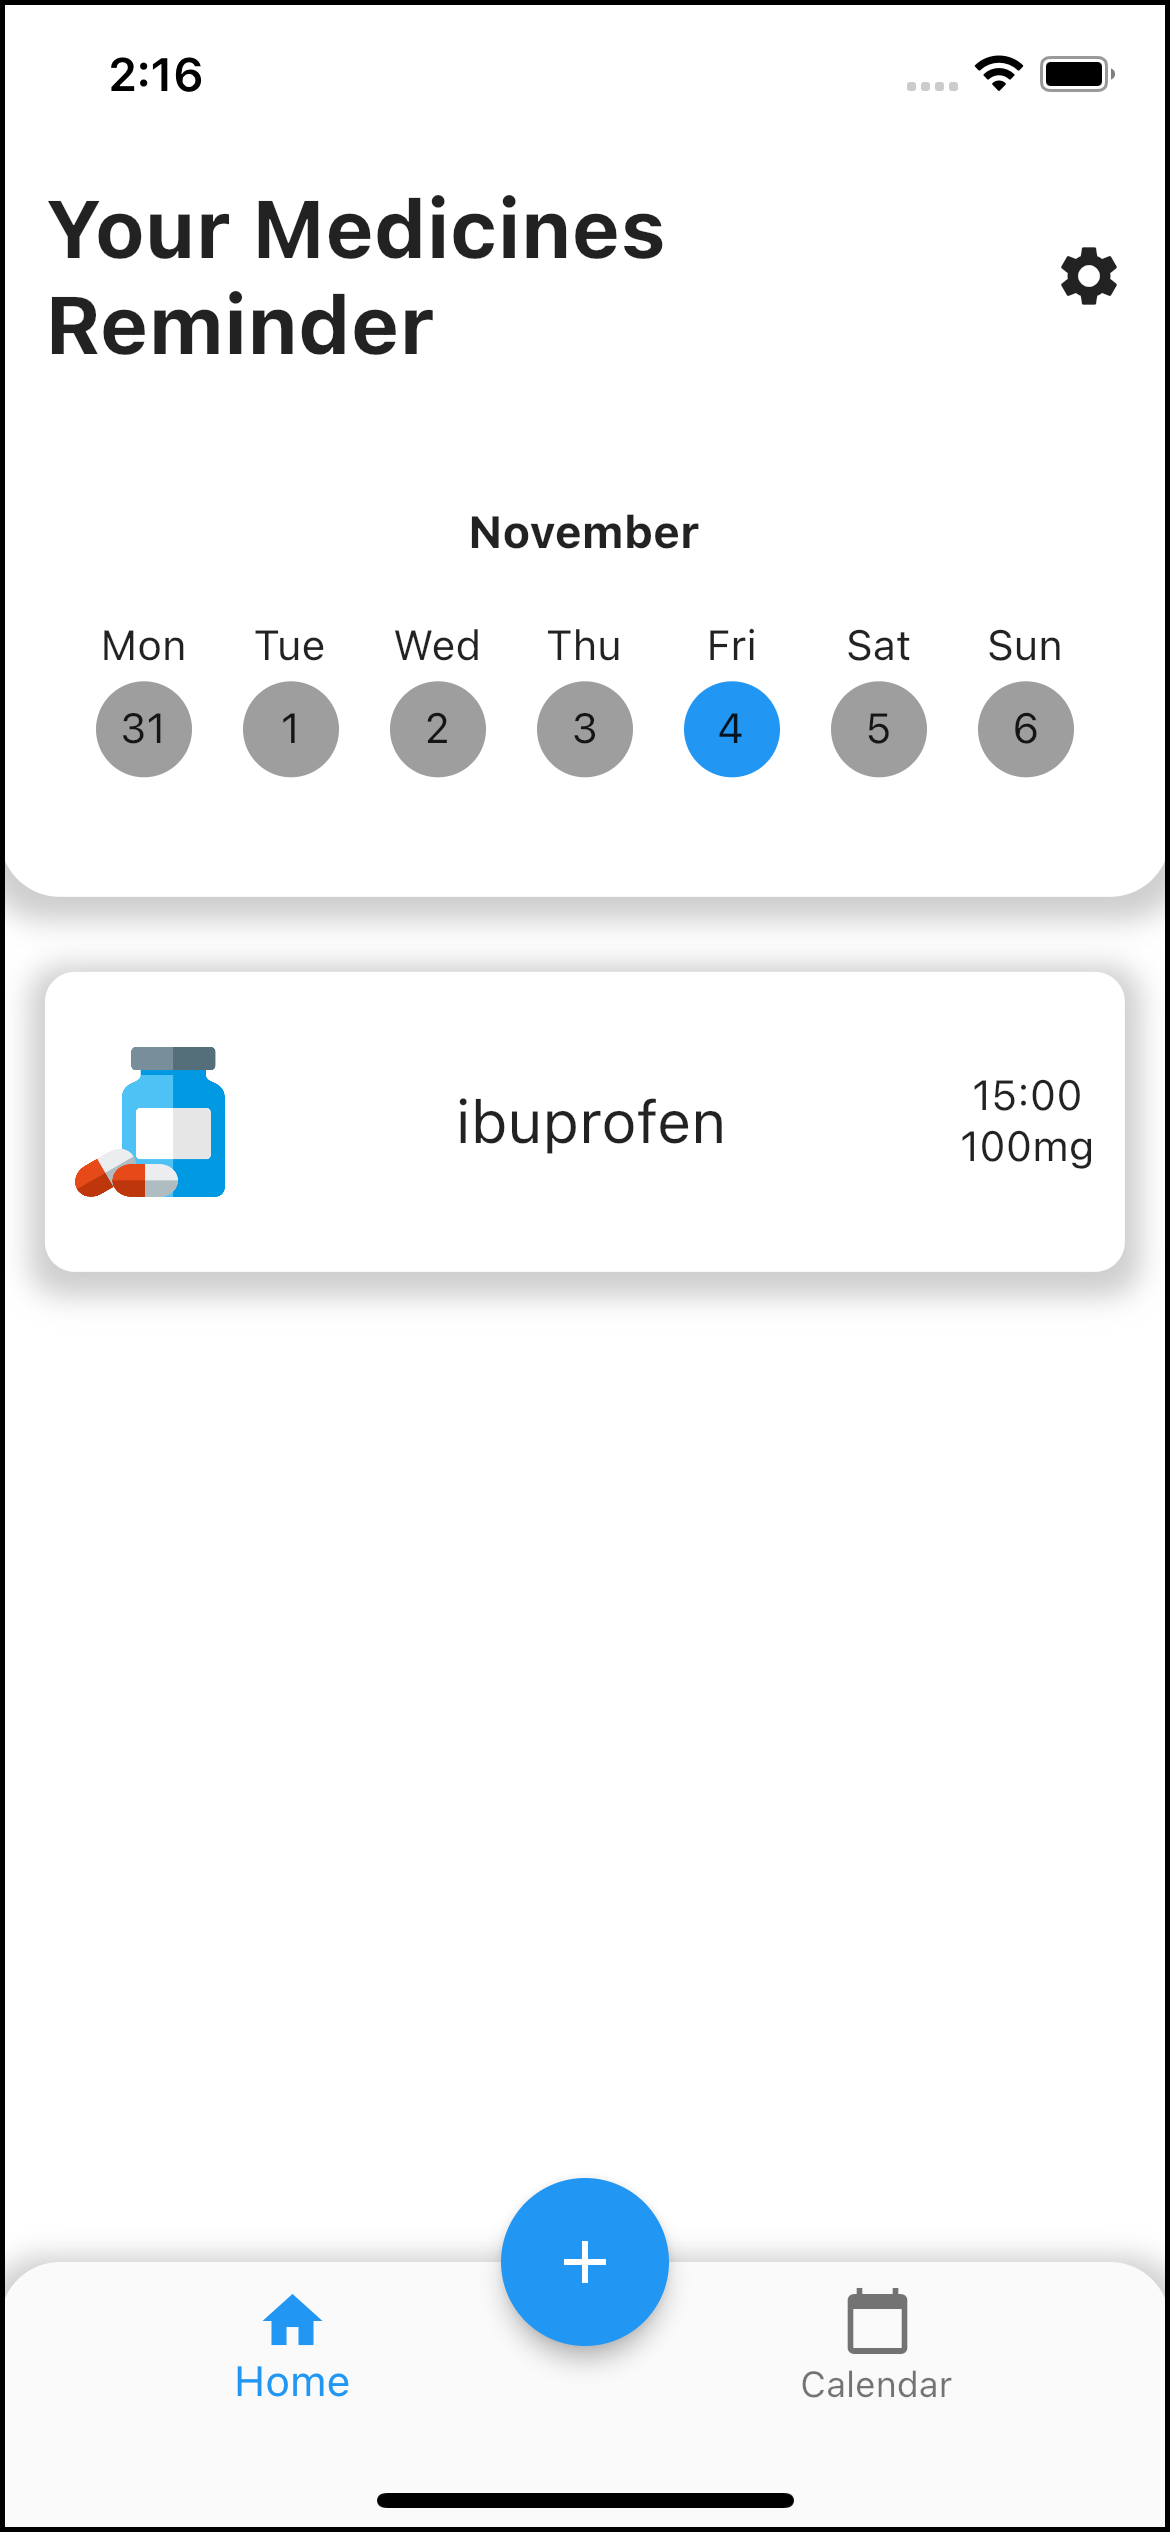 2:16
Your Medicines
Reminder
November
Mon Tue Wed Thu Fri Sat Sun
31 1 2 3 4 5 6
ibuprofen
15:00
100mg
Home
Calendar